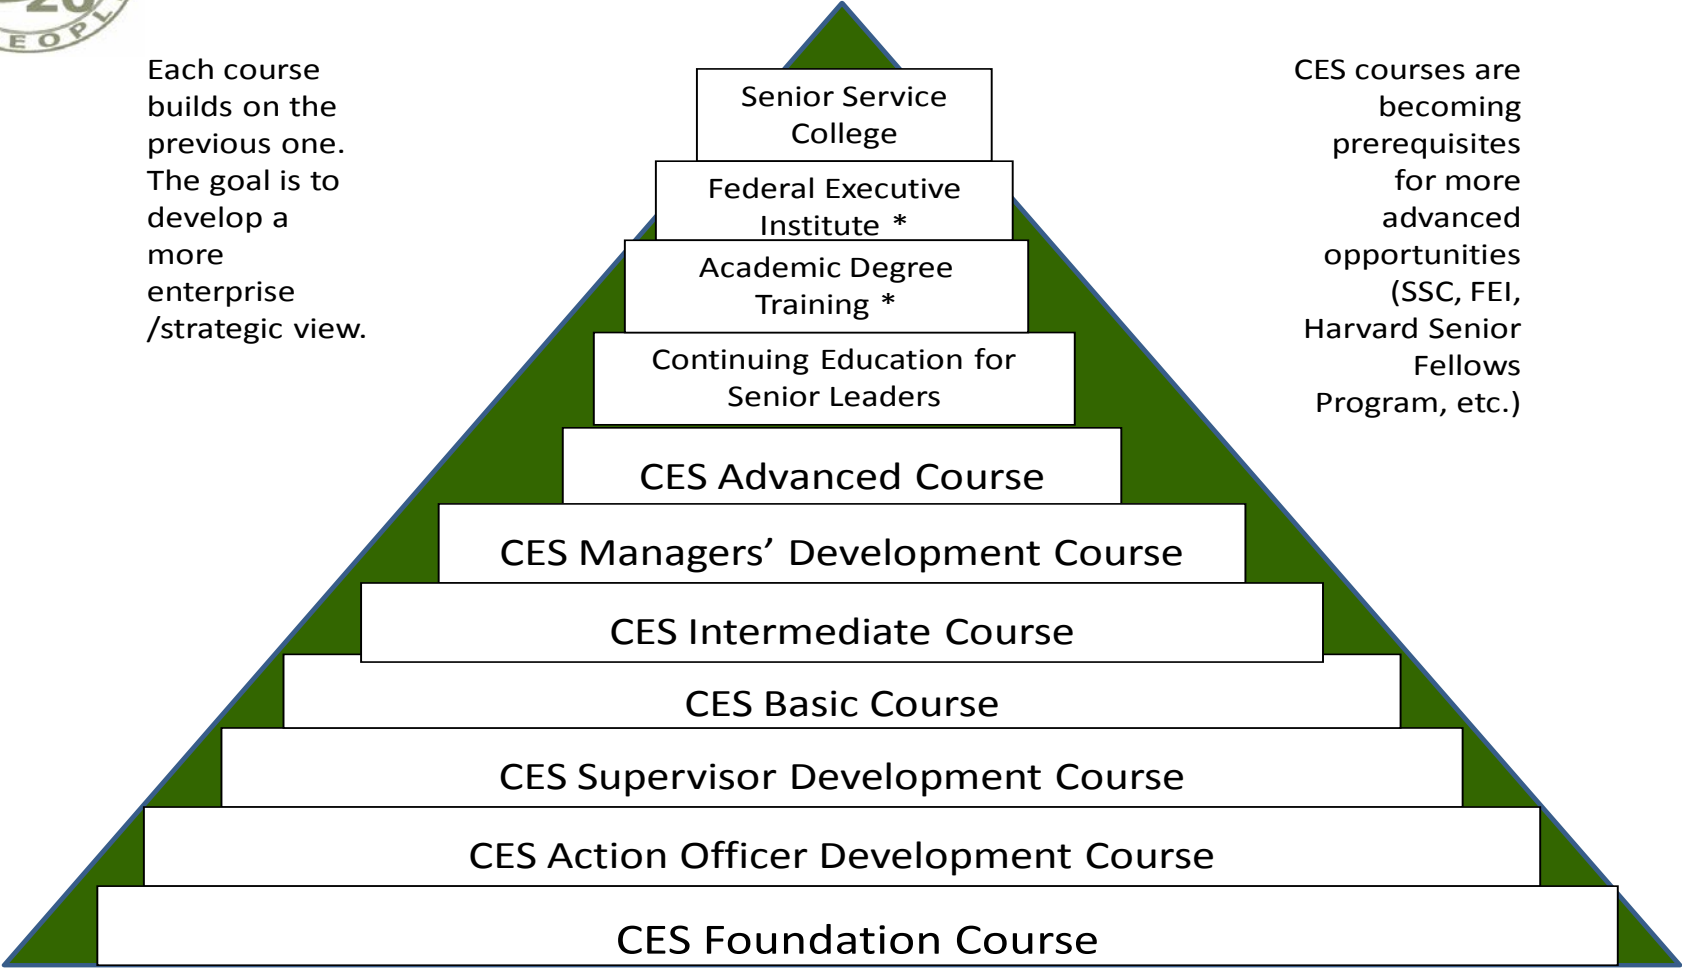 20
EOPL
Each course
builds on the
previous one.
The goal is to
develop a
more
enterprise
/strategic view.
CES courses are
becoming
prerequisites
for more
advanced
opportunities
(SSC, FEI,
Harvard Senior
Fellows
Program, etc.)
Senior Service
College
Federal Executive
Institute *
Academic Degree
Training *
Continuing Education for
Senior Leaders
CES Advanced Course
CES Managers’ Development Course
CES Intermediate Course
CES Basic Course
CES Supervisor Development Course
CES Action Officer Development Course
CES Foundation Course